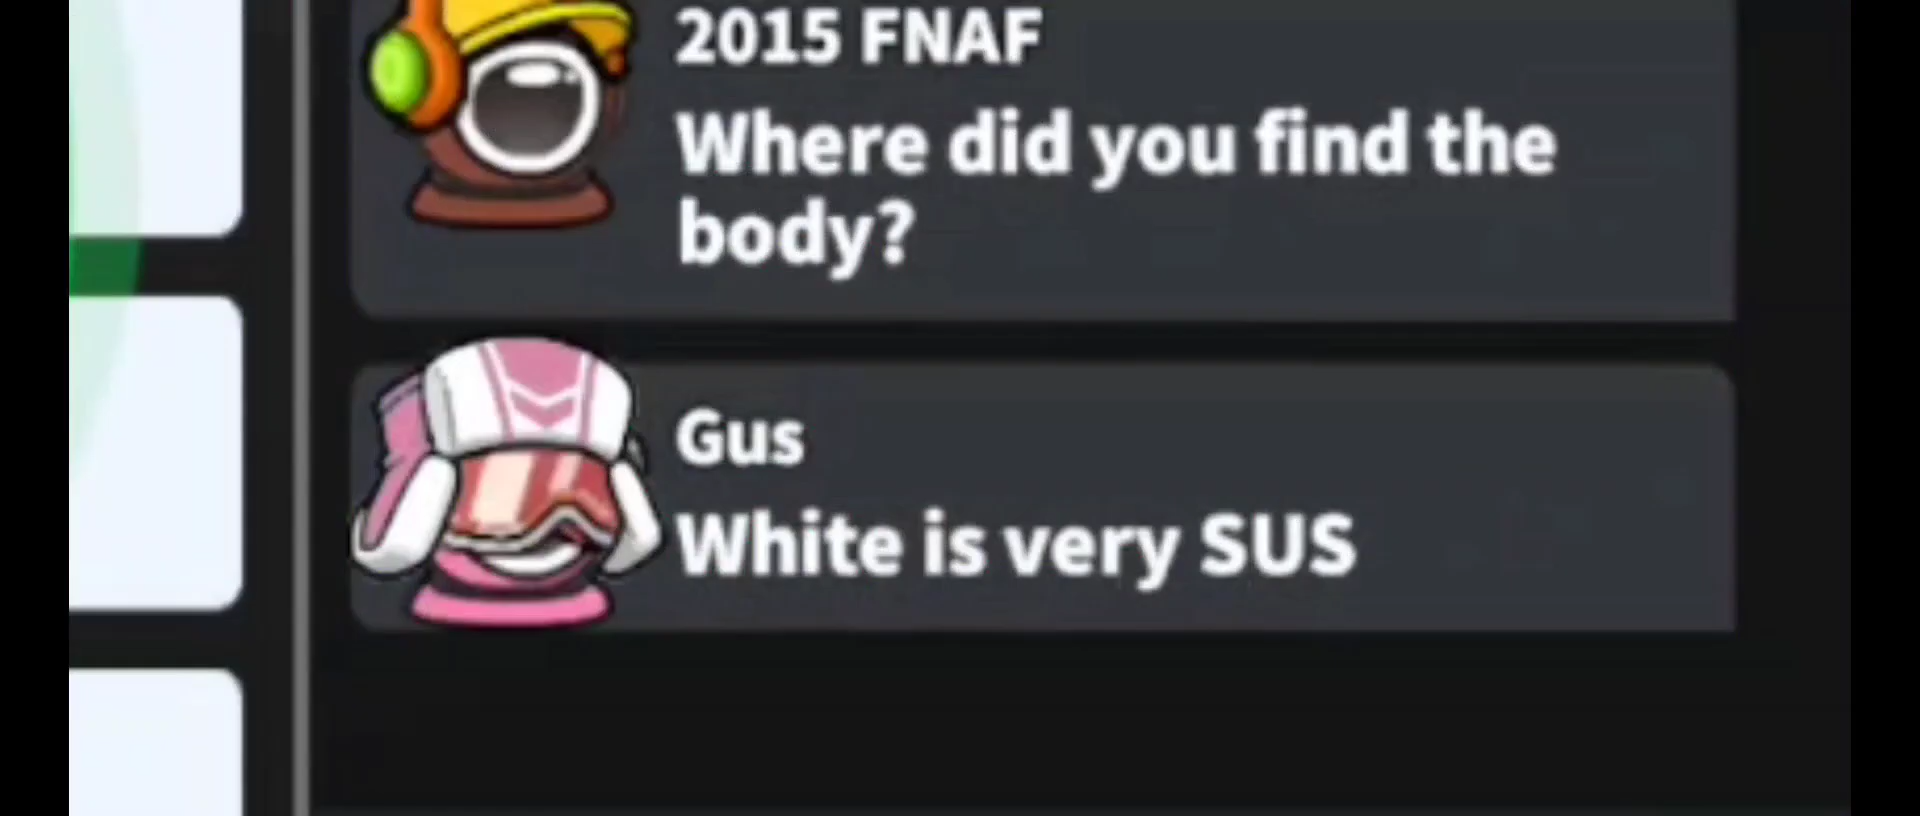 2015 FNAF
Where did you find the
body?
Gus
White is very SUS